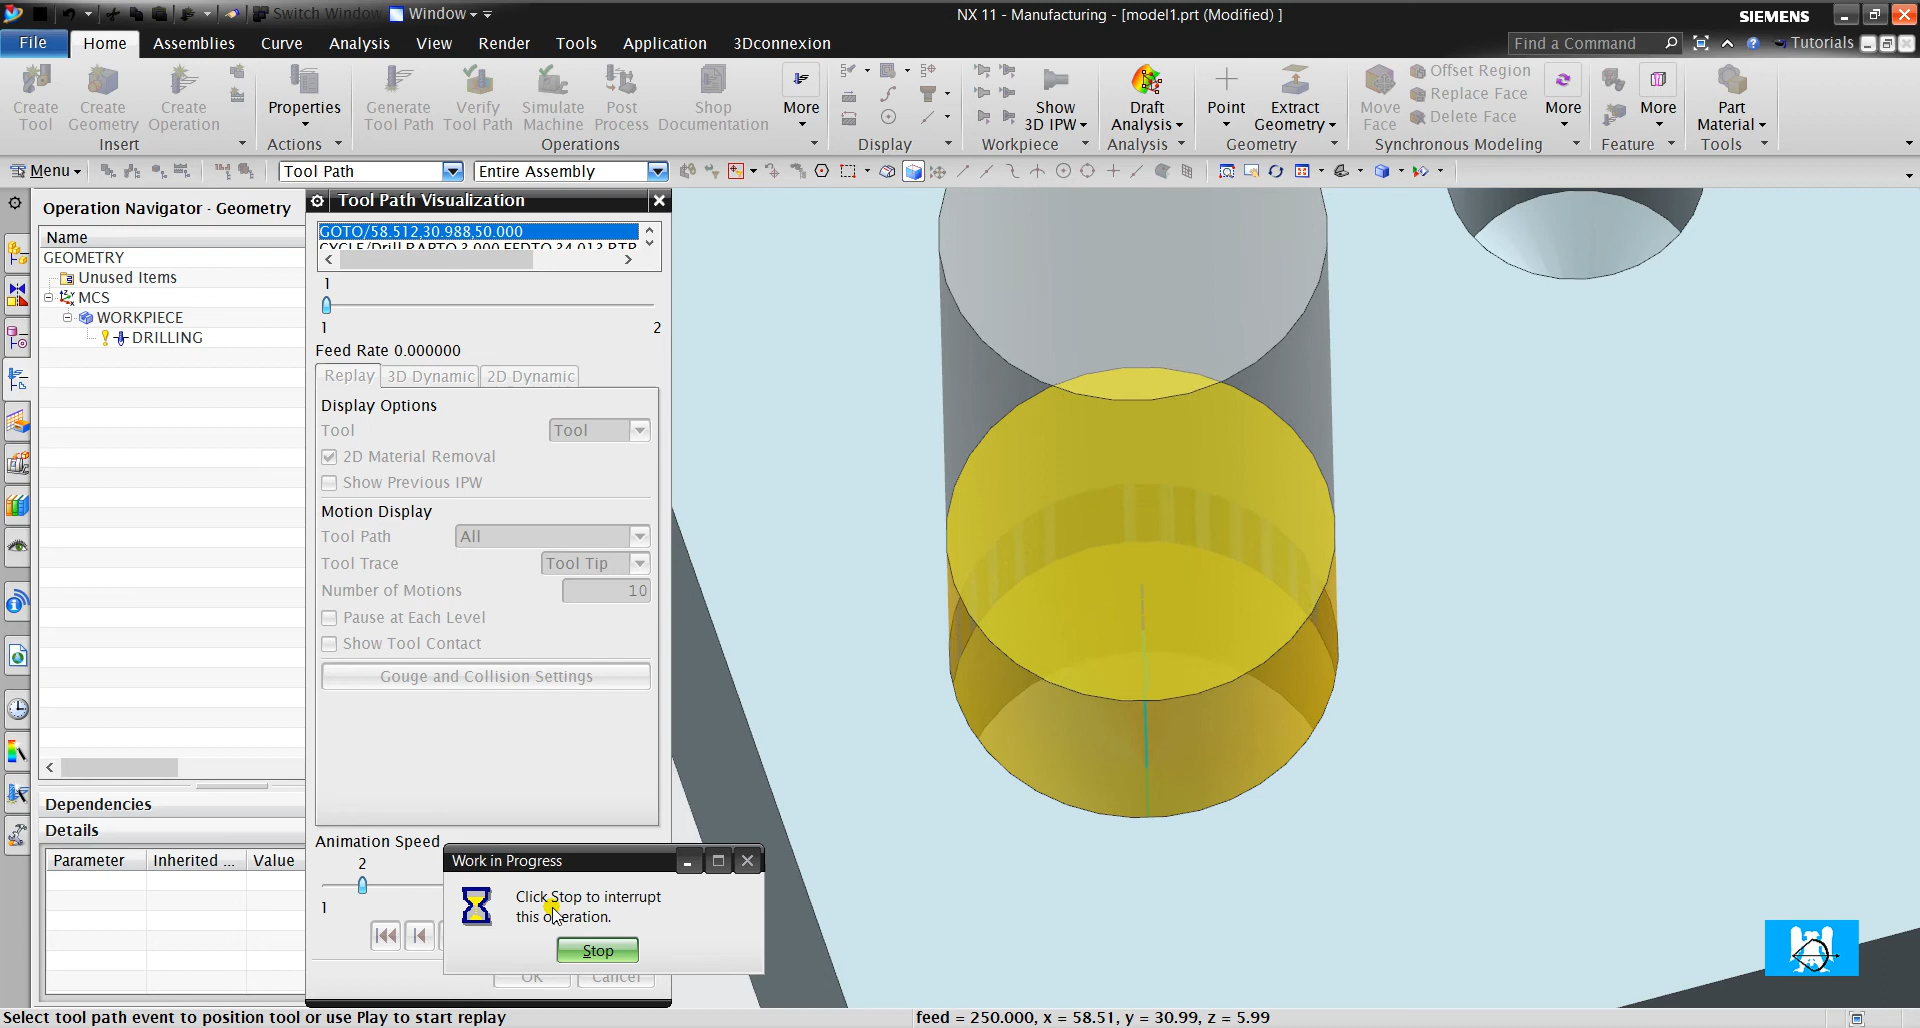 Switch Window Window
NX 11 - Manufacturing - [model1.prt (Modified) ]
SIEMENS
File Home Assemblies Curve Analysis View Render Tools Application 3Dconnexion
Find a Command Tutorials
Create Tool
Create Geometry
Create Operation
Properties
Generate Tool Path
Verify Tool Path
Simulate Machine
Post Process
Shop Documentation
More
Show 3D IPW
Draft Analysis
Point
Extract Geometry
Move Face
Offset Region
Replace Face
Delete Face
More
More
Part Material
Insert Actions Operations Display Workpiece Analysis Geometry Synchronous Modeling Feature Tools
Menu Tool Path Entire Assembly
Operation Navigator - Geometry
Name
GEOMETRY
Unused Items
MCS
WORKPIECE
DRILLING
Dependencies
Details
Parameter Inherited ... Value
Tool Path Visualization
GOTO/58.512,30.988,50.000
CYCLE/Drill,RAPTO,3.000,FEDTO,-34.013,RTR
1
1 2
Feed Rate 0.000000
Replay 3D Dynamic 2D Dynamic
Display Options
Tool Tool
2D Material Removal
Show Previous IPW
Motion Display
Tool Path All
Tool Trace Tool Tip
Number of Motions 10
Pause at Each Level
Show Tool Contact
Gouge and Collision Settings
Animation Speed
2
1
OK Cancel
Work in Progress
Click Stop to interrupt
this operation.
Stop
Select tool path event to position tool or use Play to start replay
feed = 250.000, x = 58.51, y = 30.99, z = 5.99